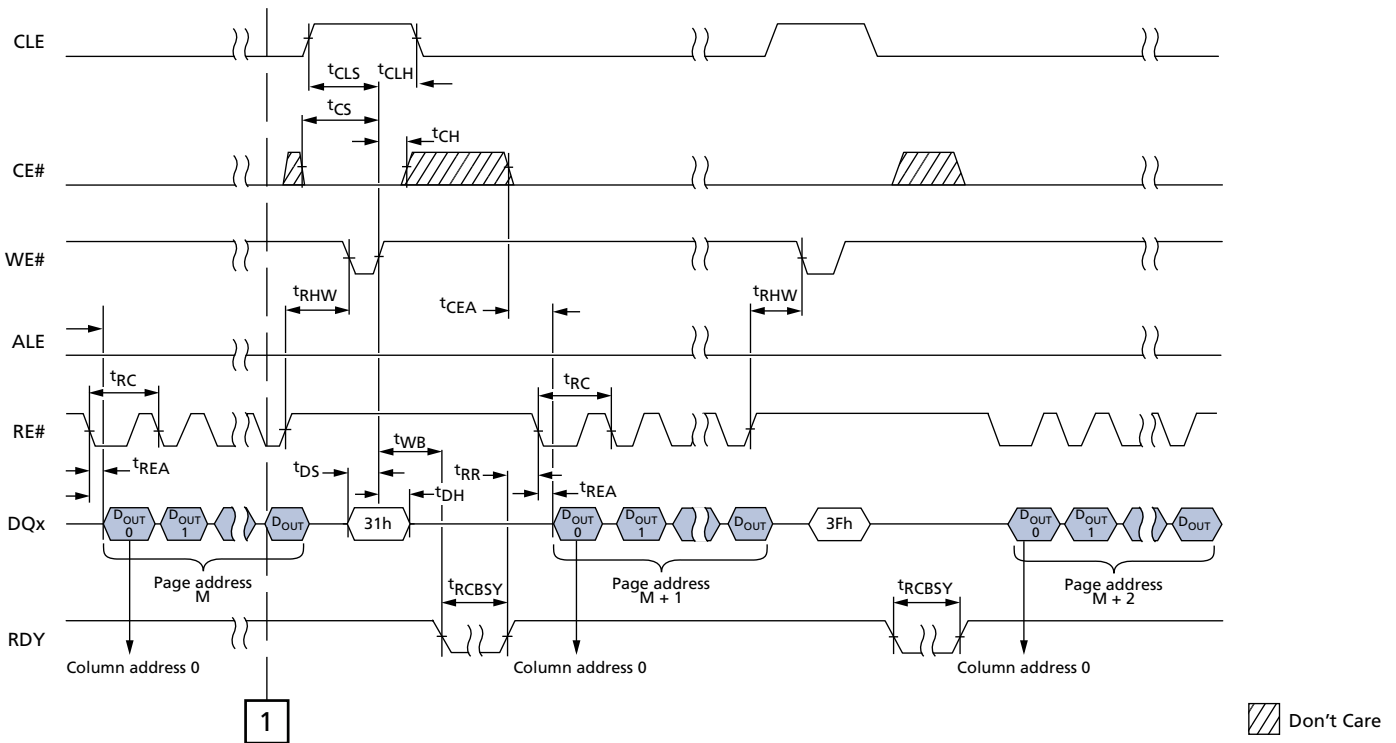 CLE
tCLS tCLH
tCS
tCH
CE#
WE#
tRHW
tCEA
tRHW
ALE
tRC
tRC
RE#
tWB
tREA
tDS
tRR
tDH
tREA
DQx
DOUT 0
DOUT 1
DOUT
31h
DOUT 0
DOUT 1
DOUT
3Fh
DOUT 0
DOUT 1
DOUT
Page address
M
tRCBSY
Page address
M + 1
tRCBSY
Page address
M + 2
RDY
Column address 0
Column address 0
Column address 0
1
Don't Care